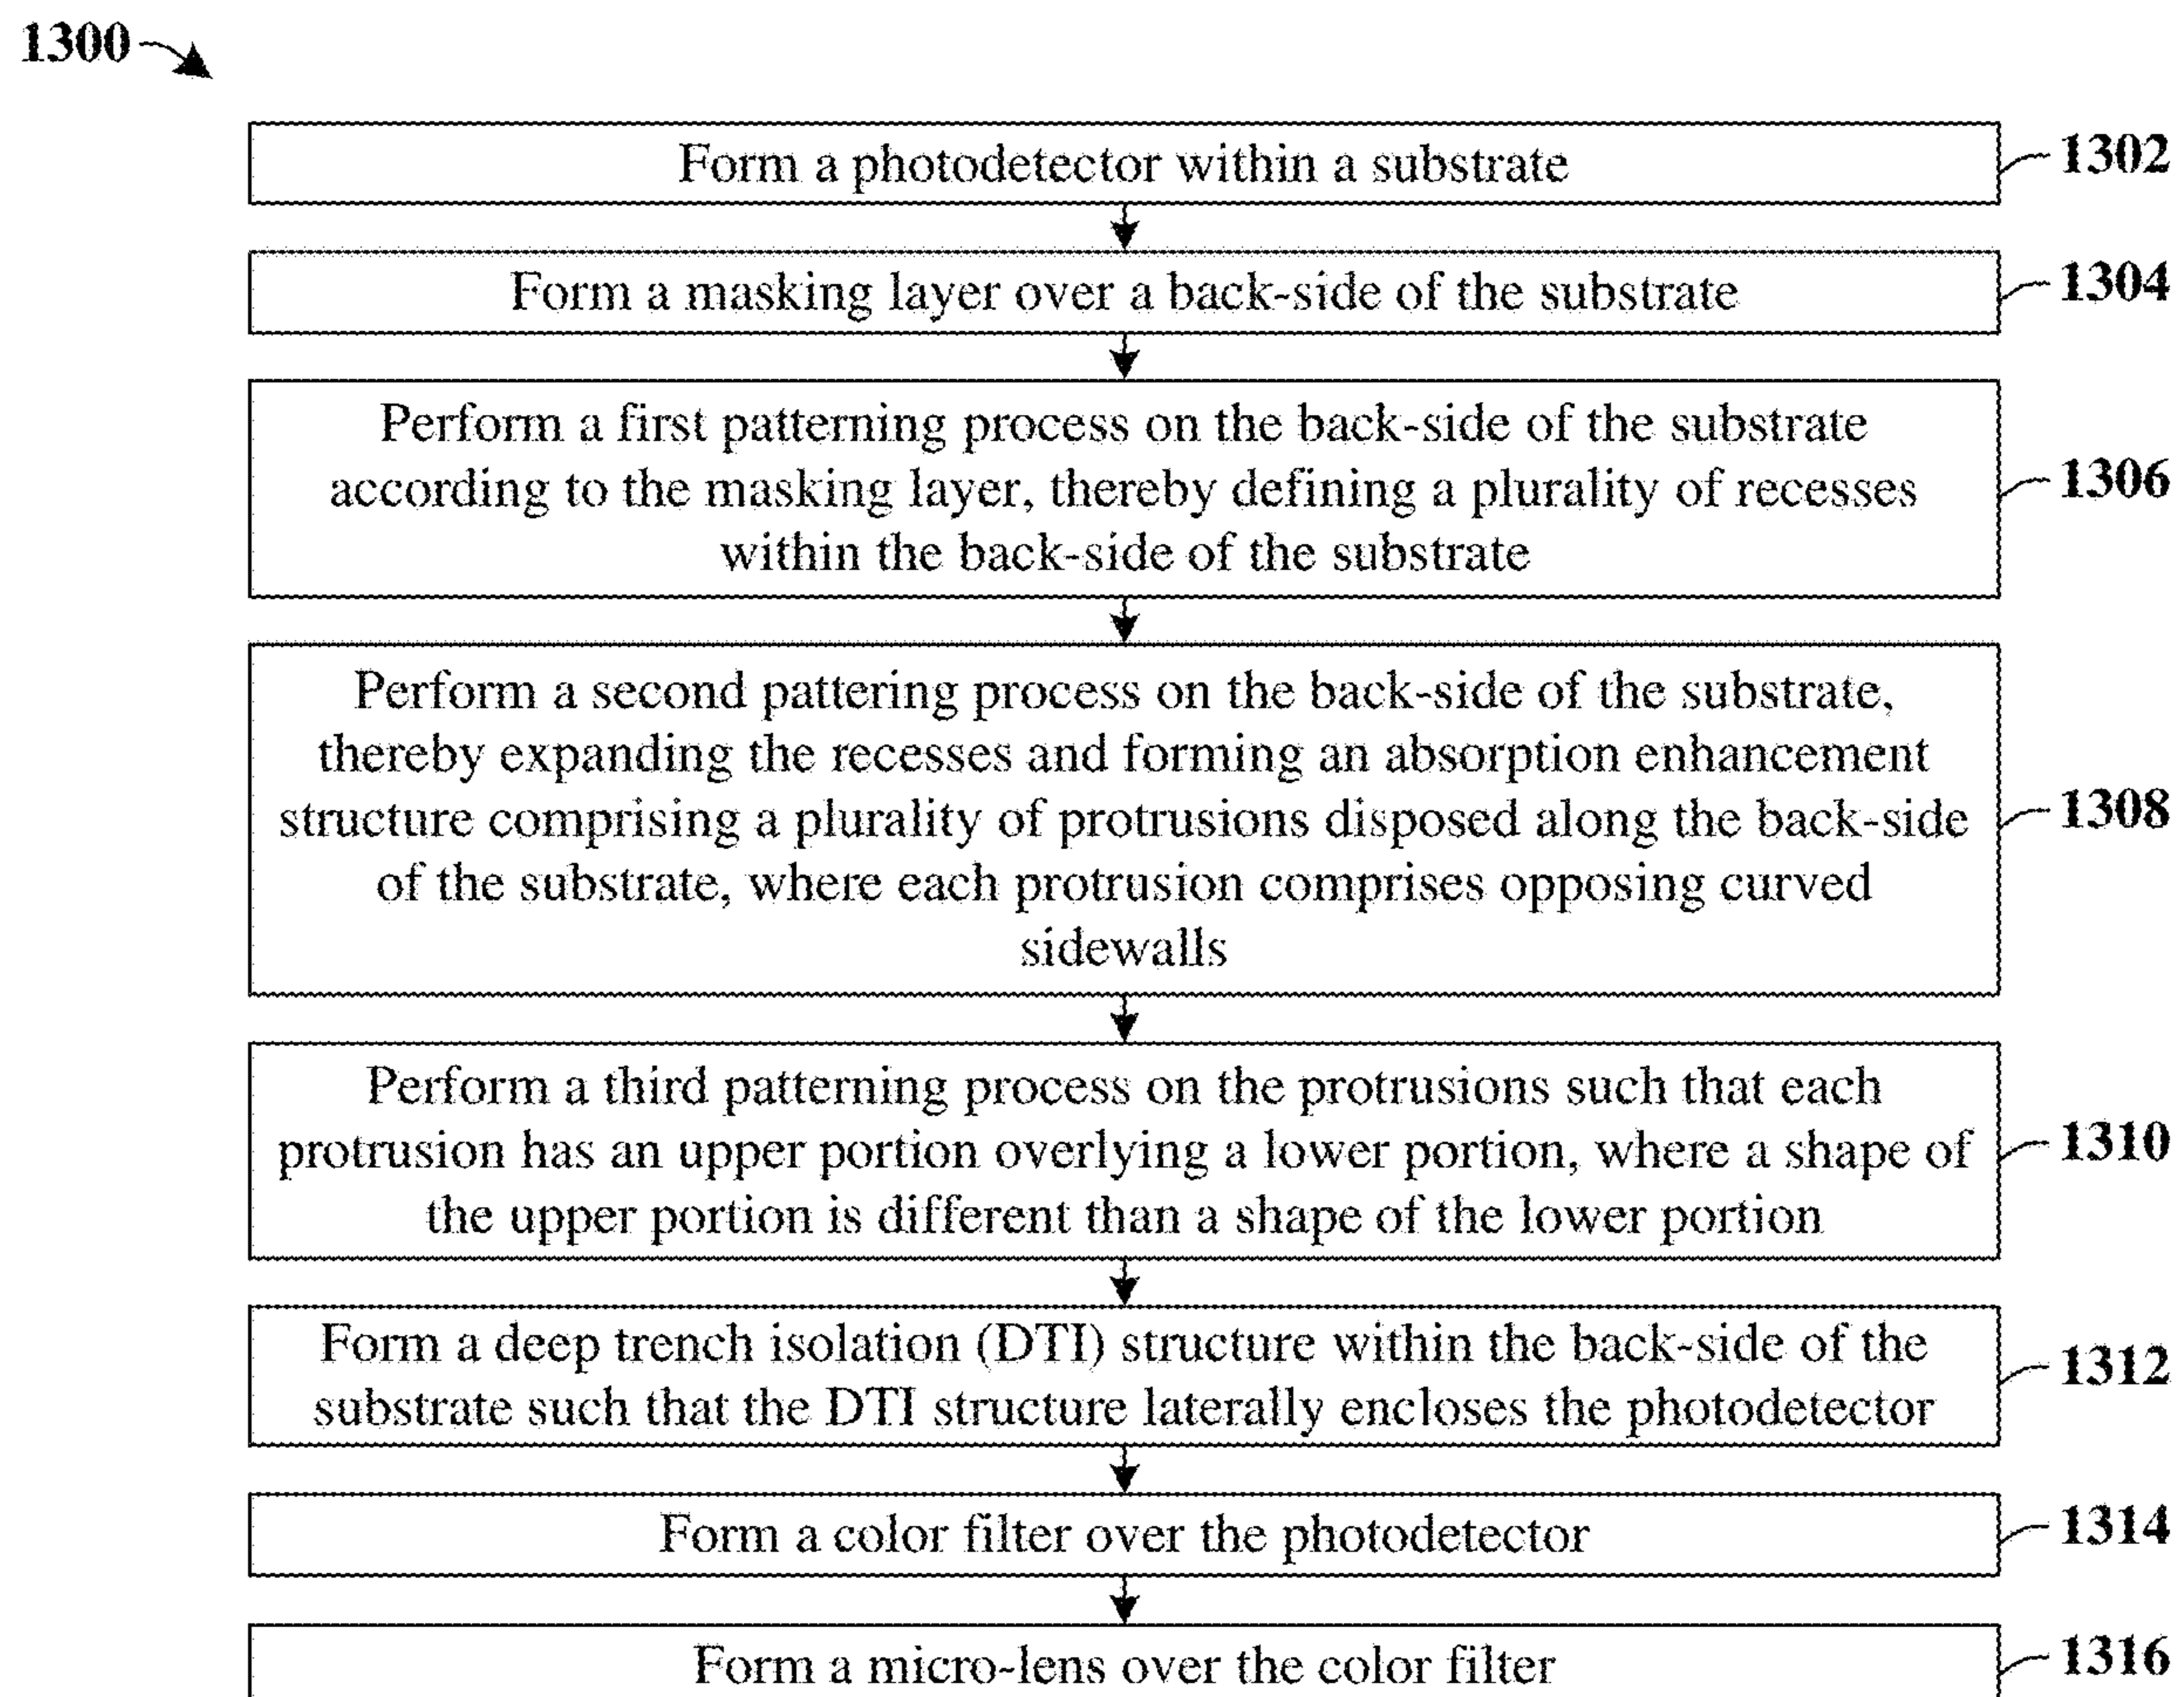 1300
Form a photodetector within a substrate
1302
Form a masking layer over a back-side of the substrate
1304
Perform a first patterning process on the back-side of the substrate
according to the masking layer, thereby defining a plurality of recesses
within the back-side of the substrate
1306
Perform a second pattering process on the back-side of the substrate,
thereby expanding the recesses and forming an absorption enhancement
structure comprising a plurality of protrusions disposed along the back-side
of the substrate, where each protrusion comprises opposing curved
sidewalls
1308
Perform a third patterning process on the protrusions such that each
protrusion has an upper portion overlying a lower portion, where a shape of
the upper portion is different than a shape of the lower portion
1310
Form a deep trench isolation (DTI) structure within the back-side of the
substrate such that the DTI structure laterally encloses the photodetector
1312
Form a color filter over the photodetector
1314
Form a micro-lens over the color filter
1316